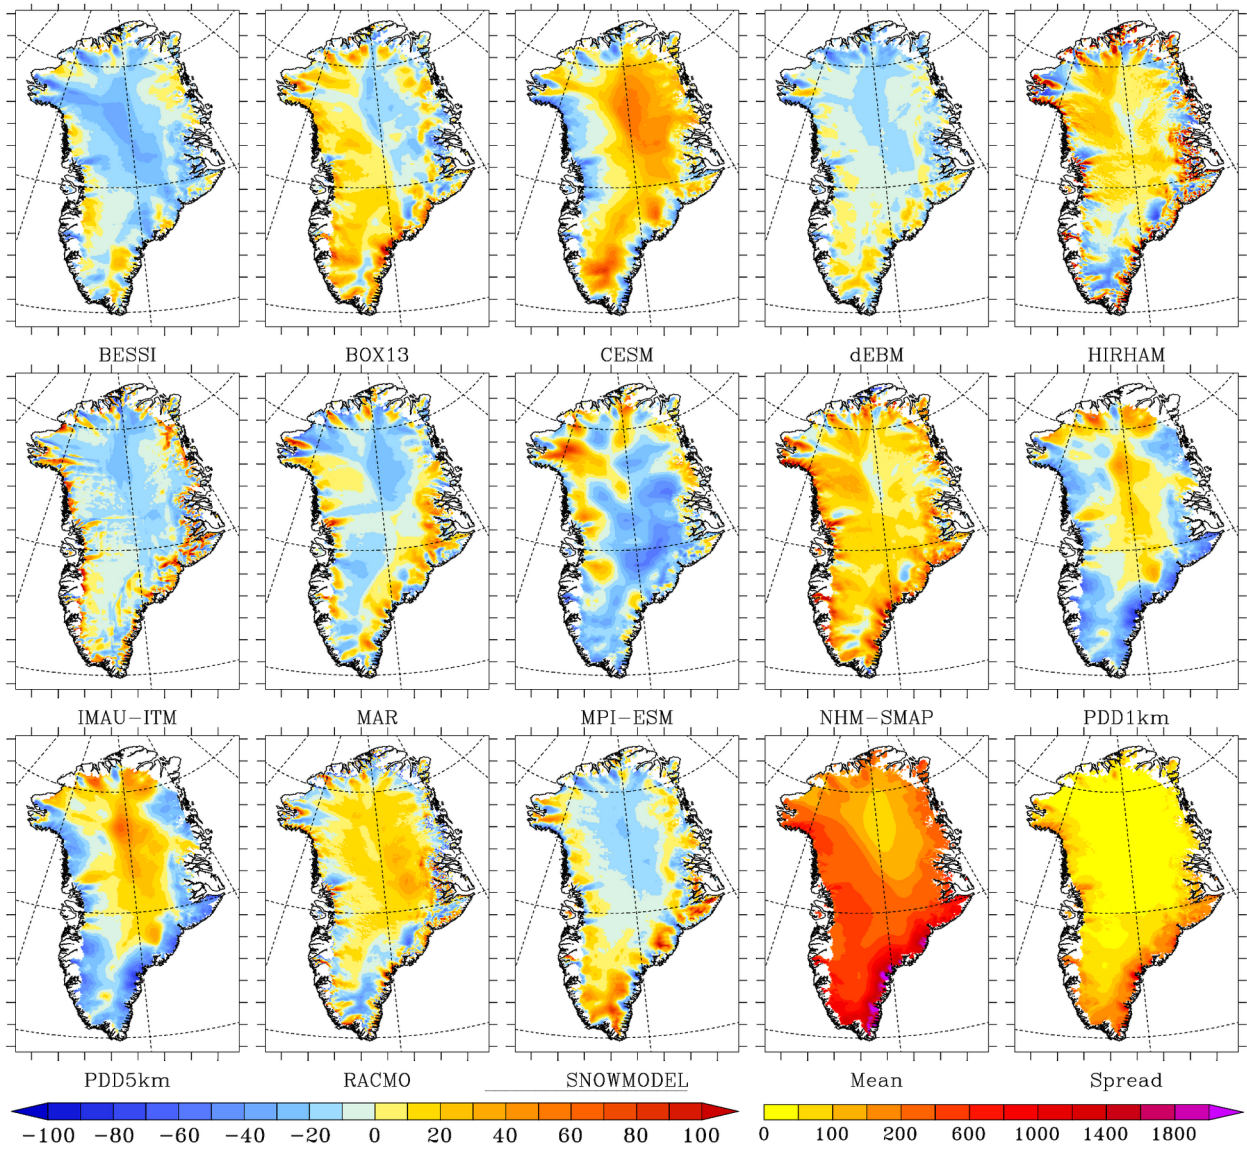 BESSI BOX13 CESM dEBM HIRHAM
IMAU-ITM MAR MPI-ESM NHM-SMAP PDD1km
PDD5km RACMO SNOWMODEL Mean Spread
-100 -80 -60 -40 -20 0 20 40 60 80 100 0 100 200 600 1000 1400 1800